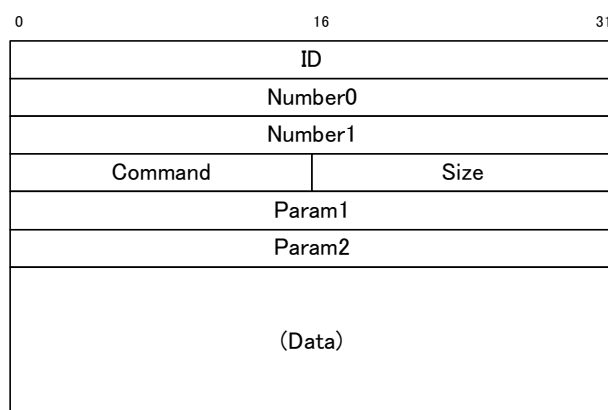 0 16 31
ID
Number0
Number1
Command Size
Param1
Param2
(Data)